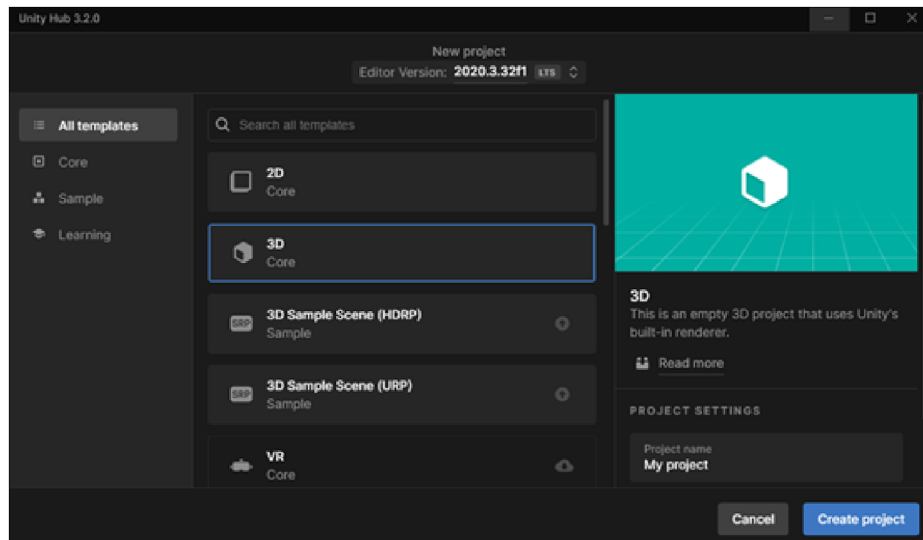 Unity Hub 3.2.0
New project
Editor Version: 2020.3.32f1 LTS
All templates
Core
Sample
Learning
Search all templates
2D
Core
3D
Core
SRP
3D Sample Scene (HDRP)
Sample
SRP
3D Sample Scene (URP)
Sample
VR
Core
3D
This is an empty 3D project that uses Unity's
built-in renderer.
Read more
PROJECT SETTINGS
Project name
My project
Cancel
Create project